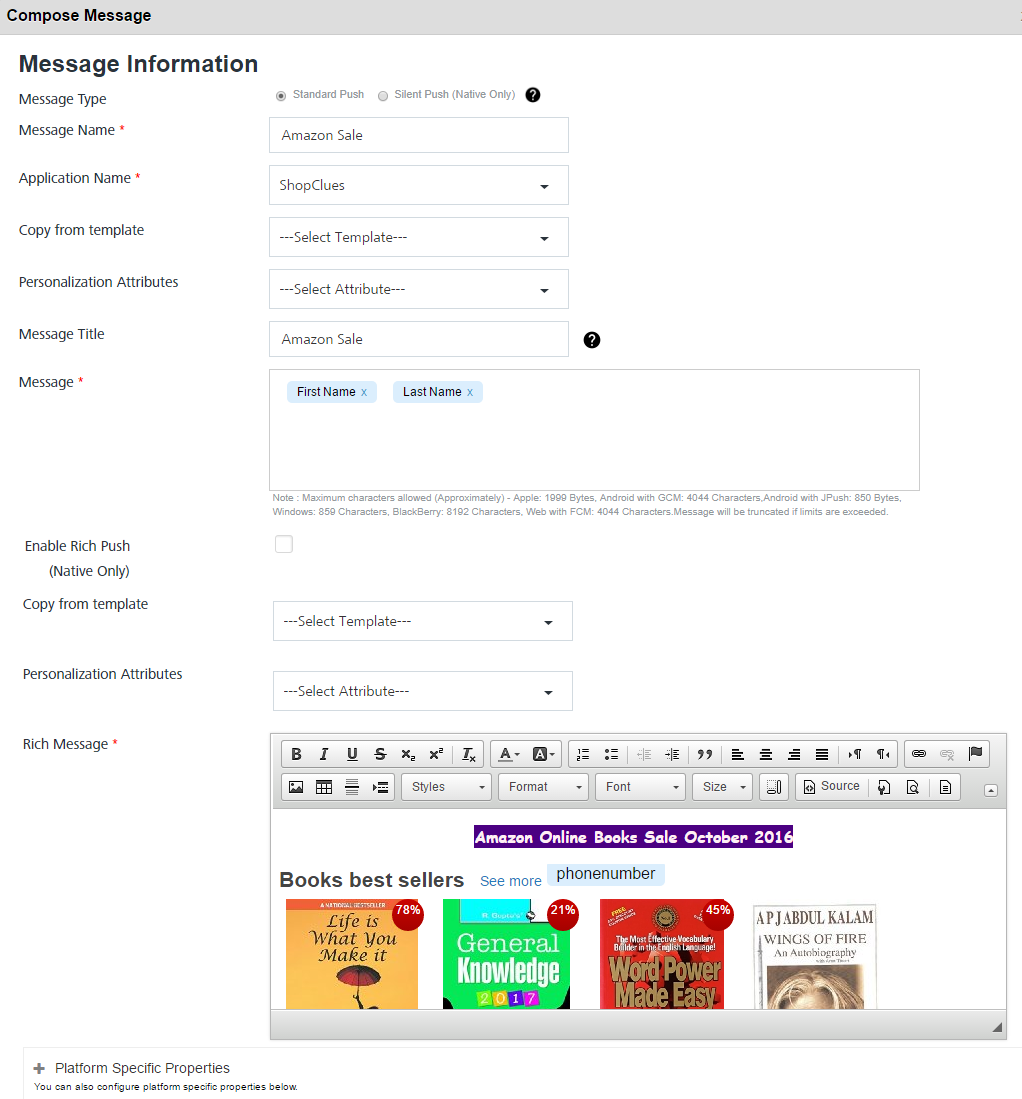 Compose Message
Message Information
Message Type
Standard Push Silent Push (Native Only) ?
Message Name *
Amazon Sale
Application Name *
ShopClues
Copy from template
---Select Template---
Personalization Attributes
---Select Attribute---
Message Title
Amazon Sale ?
Message *
First Name x Last Name x
Note : Maximum characters allowed (Approximately) - Apple: 1999 Bytes, Android with GCM: 4044 Characters,Android with JPush: 850 Bytes,
Windows: 859 Characters, BlackBerry: 8192 Characters, Web with FCM: 4044 Characters.Message will be truncated if limits are exceeded.
Enable Rich Push
(Native Only)
Copy from template
---Select Template---
Personalization Attributes
---Select Attribute---
Rich Message *
B I U S x₂ x² Tx A A
Styles Format Font Size Source
Amazon Online Books Sale October 2016
Books best sellers See more phonenumber
A NATIONAL BESTSELLER
78%
Life is
What You
Make it
R. Gupta's
21%
General
Knowledge
2017
FREE
45%
The Most Effective Vocabulary
Builder in the English Language!
Word Power
Made Easy
A P J ABDUL KALAM
WINGS OF FIRE
An Autobiography
Platform Specific Properties
You can also configure platform specific properties below.